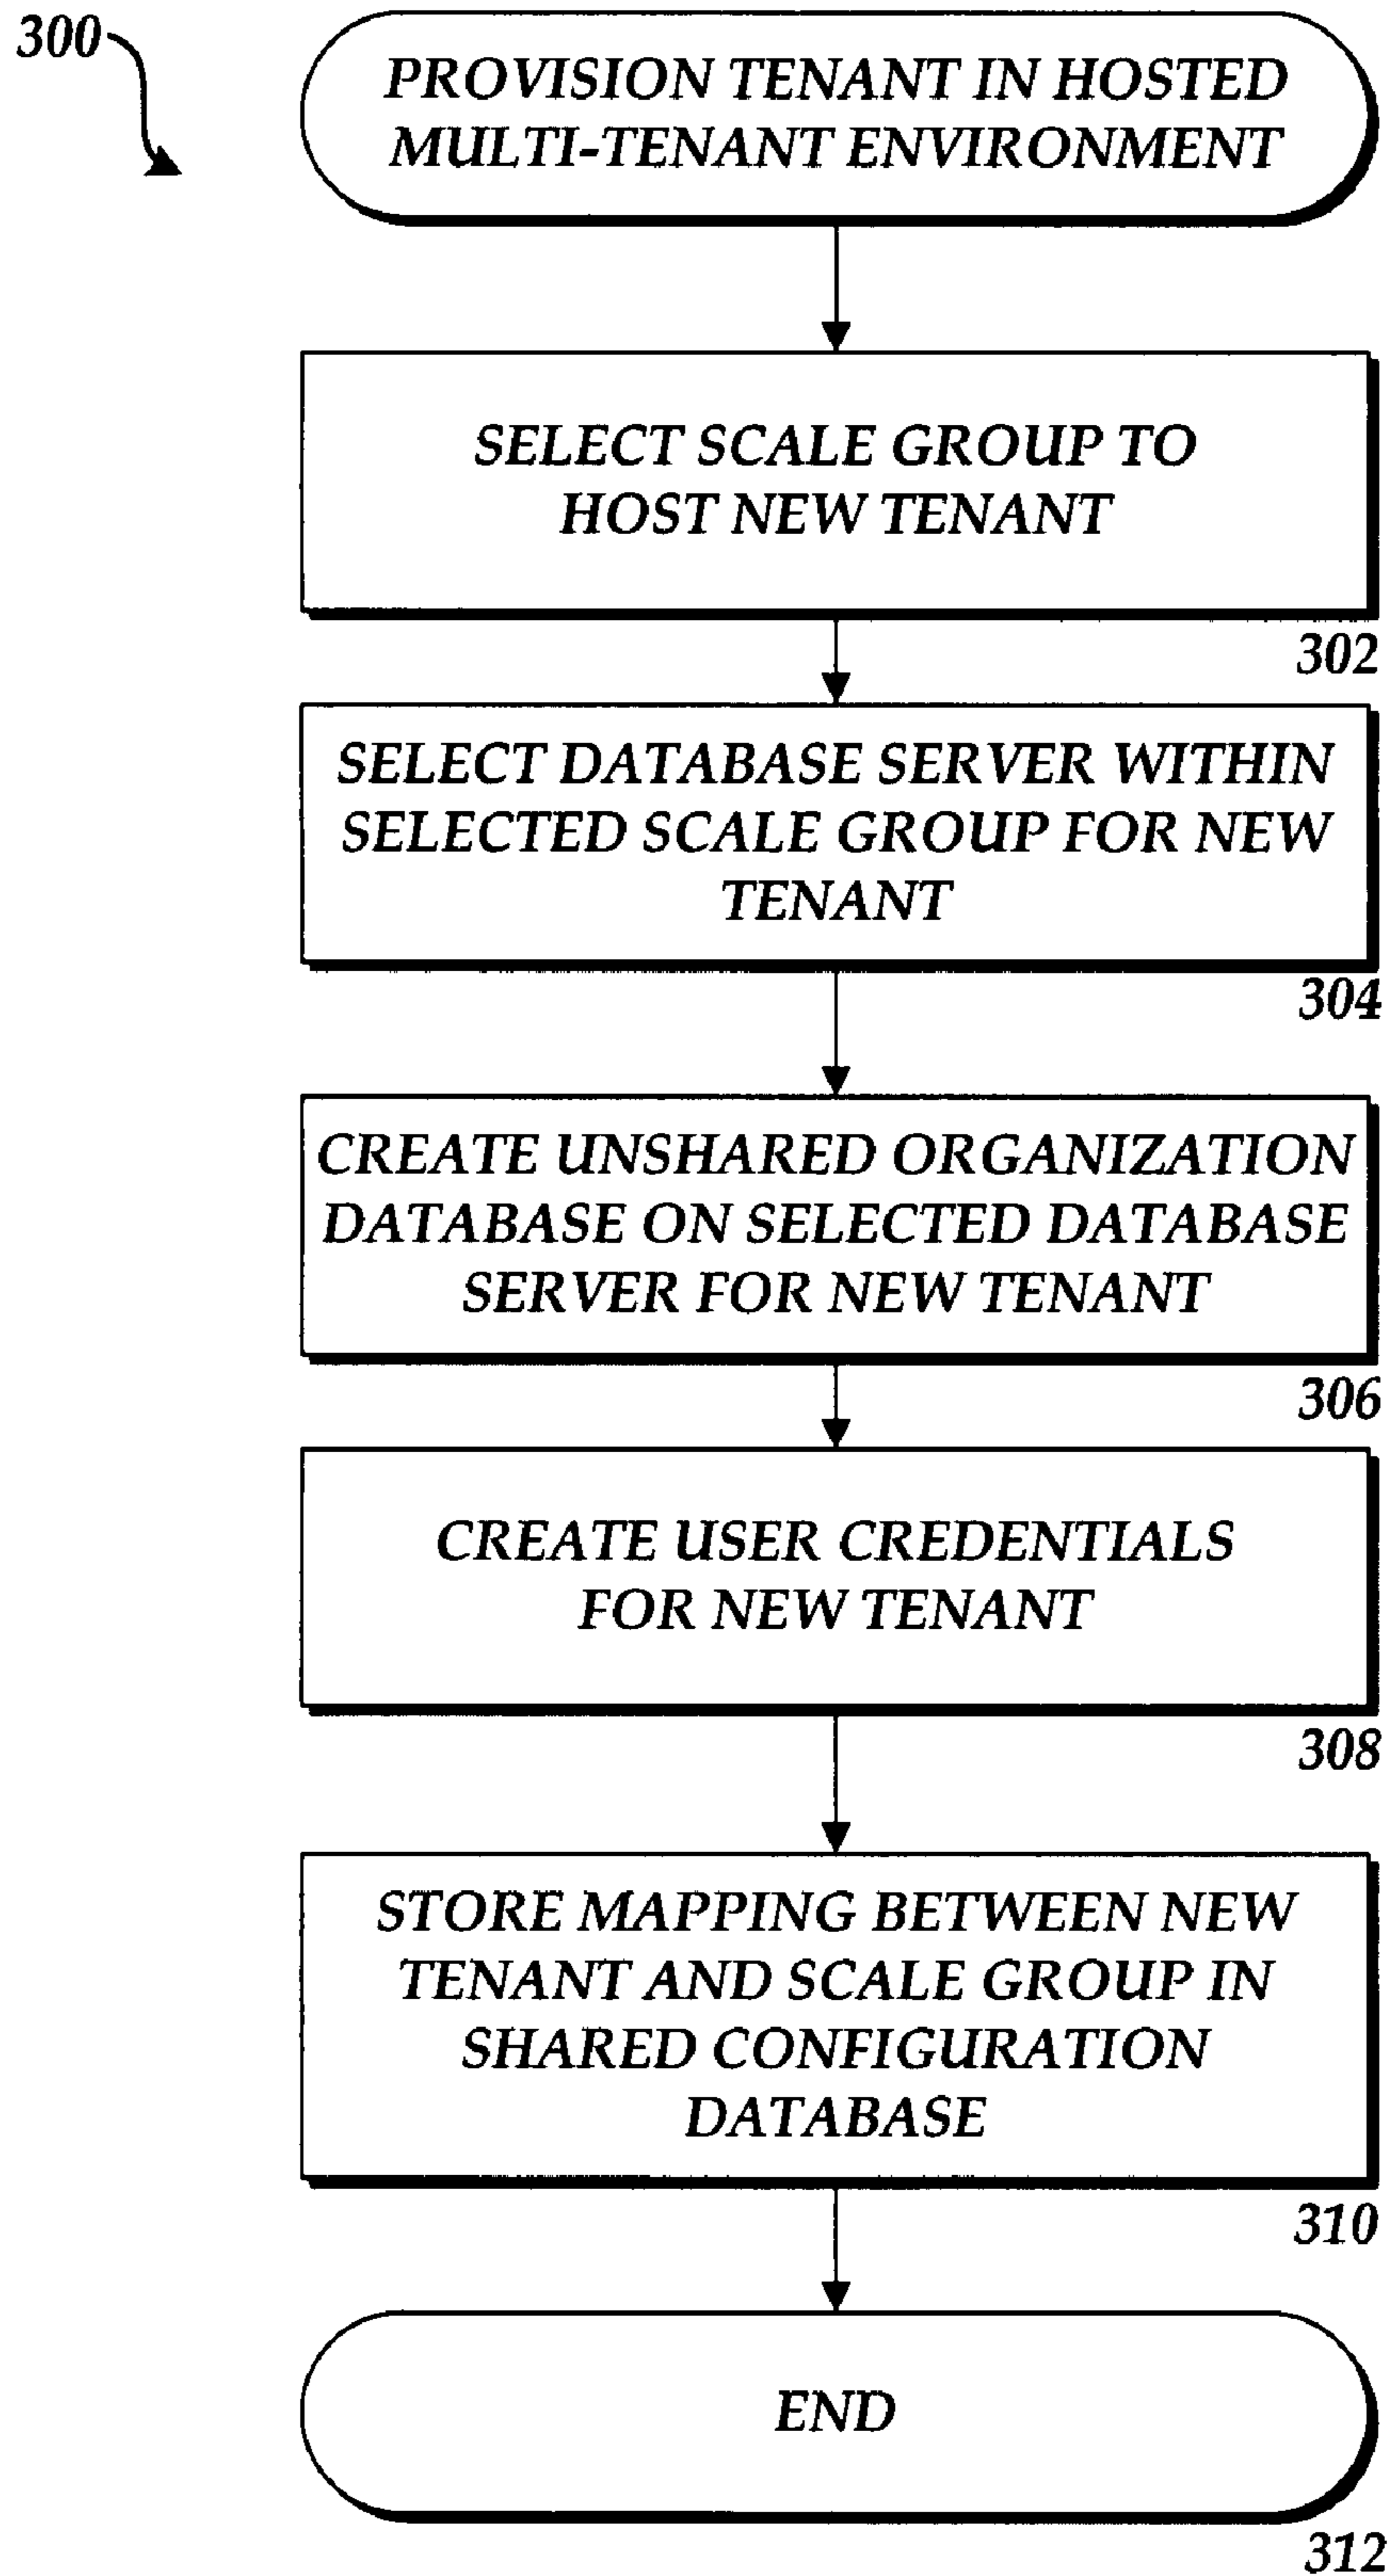 300
PROVISION TENANT IN HOSTED
MULTI-TENANT ENVIRONMENT
SELECT SCALE GROUP TO
HOST NEW TENANT
302
SELECT DATABASE SERVER WITHIN
SELECTED SCALE GROUP FOR NEW
TENANT
304
CREATE UNSHARED ORGANIZATION
DATABASE ON SELECTED DATABASE
SERVER FOR NEW TENANT
306
CREATE USER CREDENTIALS
FOR NEW TENANT
308
STORE MAPPING BETWEEN NEW
TENANT AND SCALE GROUP IN
SHARED CONFIGURATION
DATABASE
310
END
312